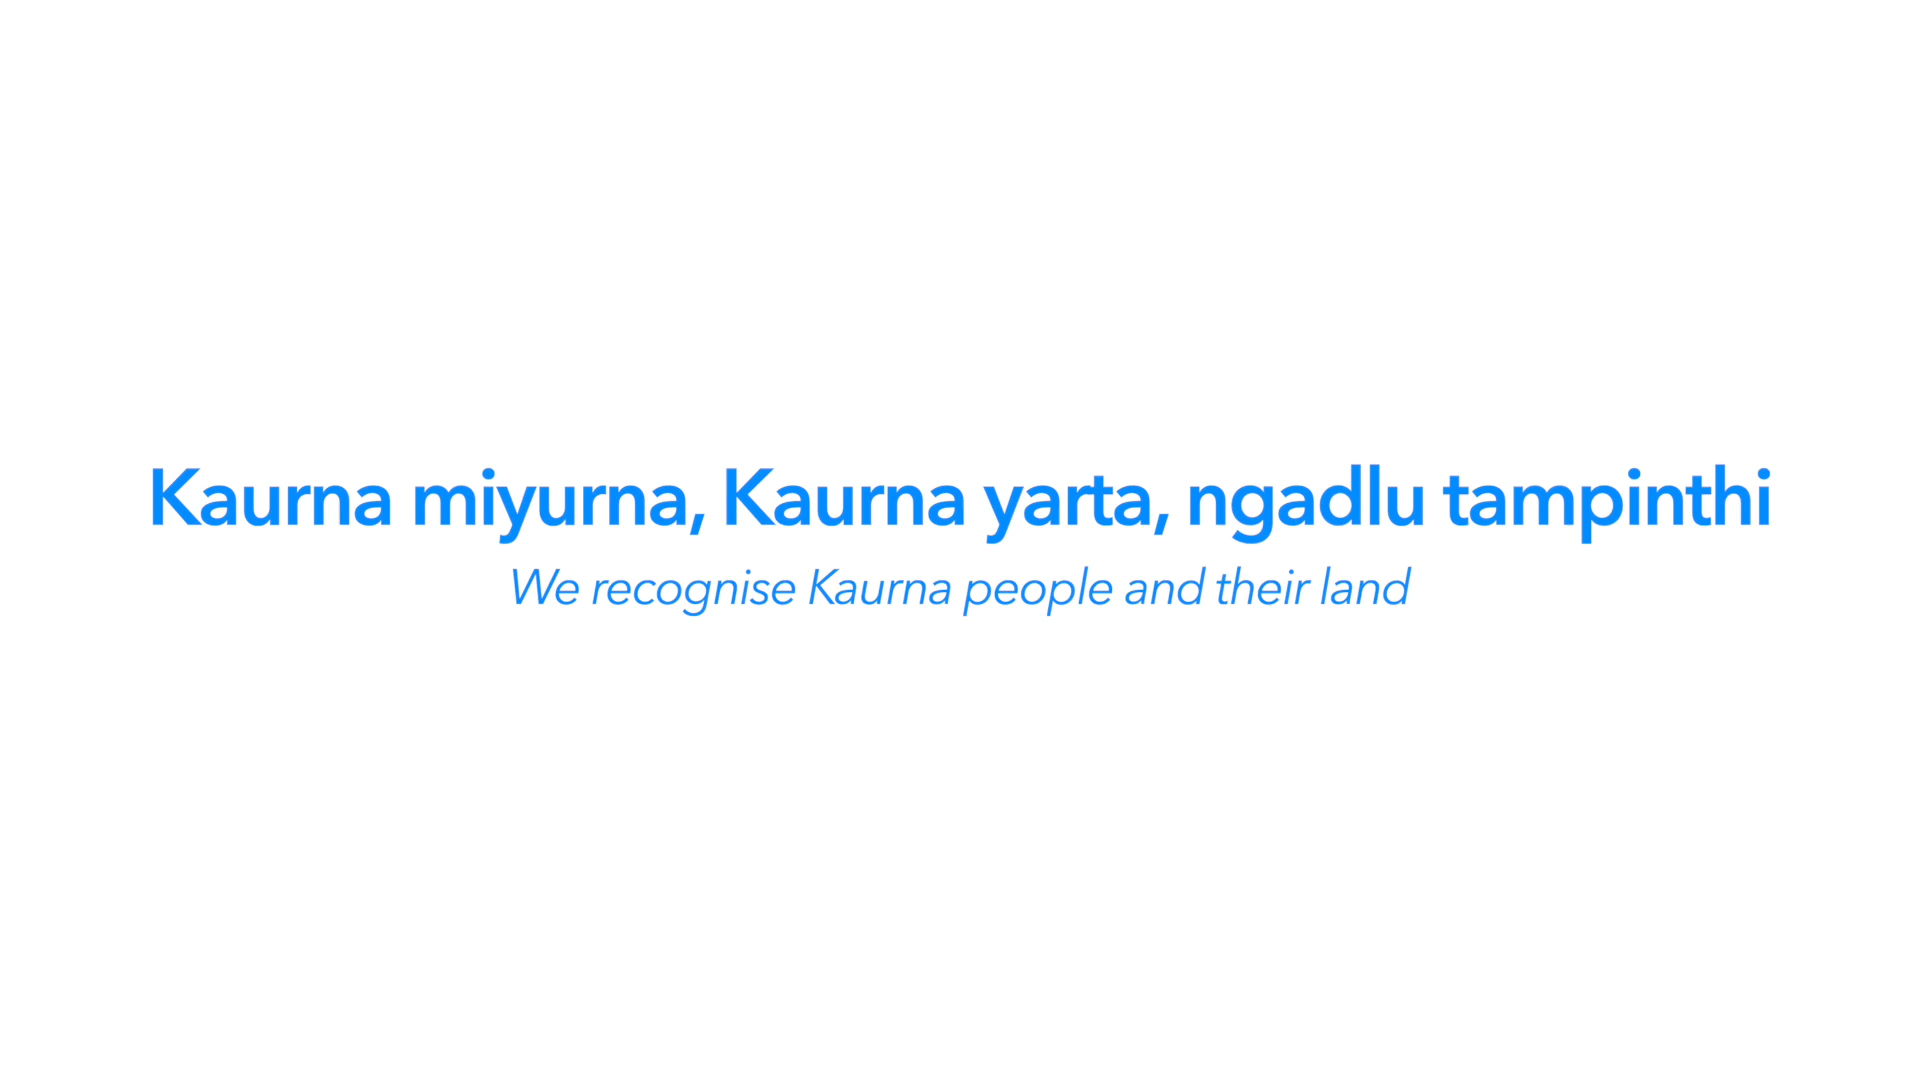 Kaurna miyurna, Kaurna yarta, ngadlu tampinthi
We recognise Kaurna people and their land